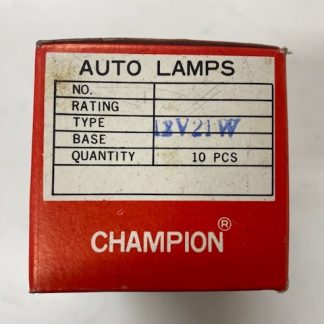 AUTO LAMPS
NO.
RATING
TYPE 12V21W
BASE
QUANTITY 10 PCS
CHAMPION®